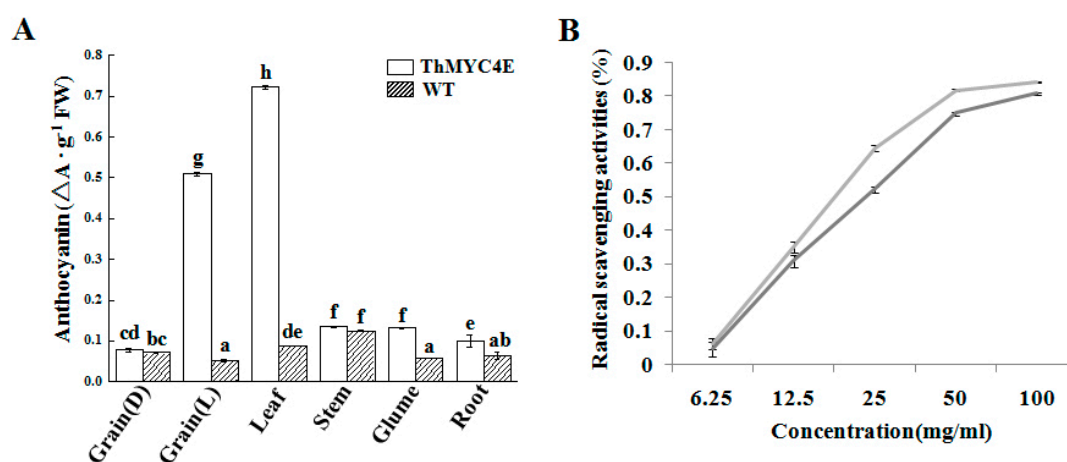 A
Anthocyanin(△A·g⁻¹ FW)
0.8
0.7
0.6
0.5
0.4
0.3
0.2
0.1
0.0
ThMYC4E
WT
cd
bc
g
a
h
de
f
f
f
a
e
ab
Grain(D)
Grain(L)
Leaf
Stem
Glume
Root
B
Radical scavenging activities (%)
0.9
0.8
0.7
0.6
0.5
0.4
0.3
0.2
0.1
0
6.25 12.5 25 50 100
Concentration(mg/ml)